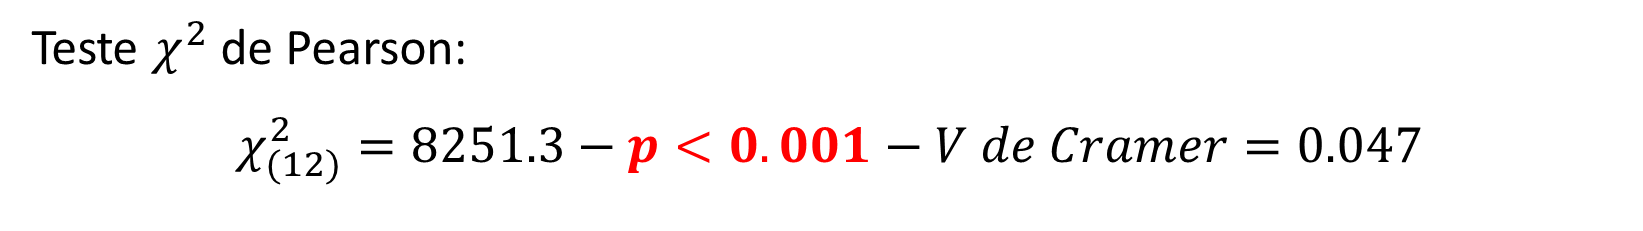 Teste χ² de Pearson:
χ²₍₁₂₎ = 8251.3 − p < 0.001 − V de Cramer = 0.047